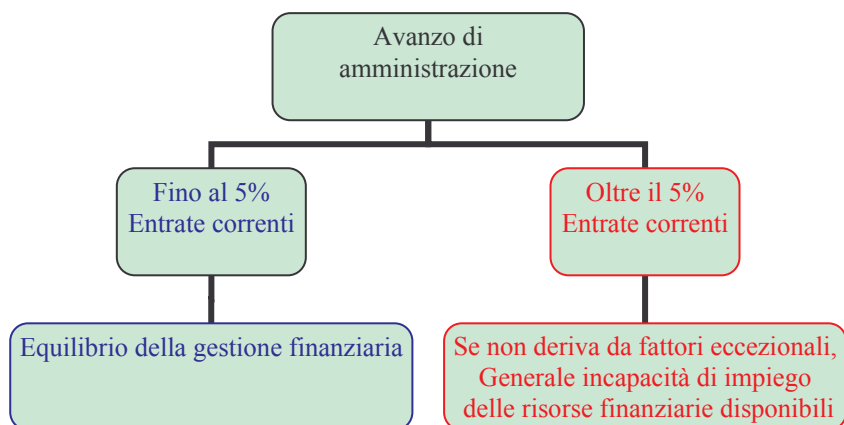 Avanzo di
amministrazione
Fino al 5%
Entrate correnti
Oltre il 5%
Entrate correnti
Equilibrio della gestione finanziaria
Se non deriva da fattori eccezionali,
Generale incapacità di impiego
delle risorse finanziarie disponibili